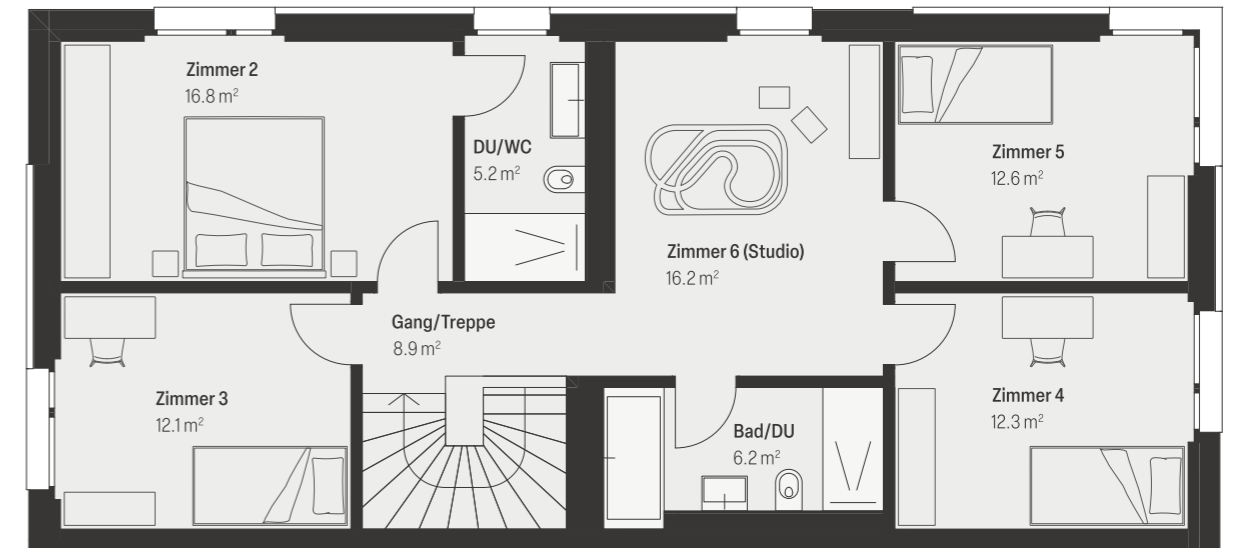 Zimmer 2
16.8 m²
DU/WC
5.2 m²
Zimmer 5
12.6 m²
Zimmer 6 (Studio)
16.2 m²
Gang/Treppe
8.9 m²
Zimmer 3
12.1 m²
Bad/DU
6.2 m²
Zimmer 4
12.3 m²